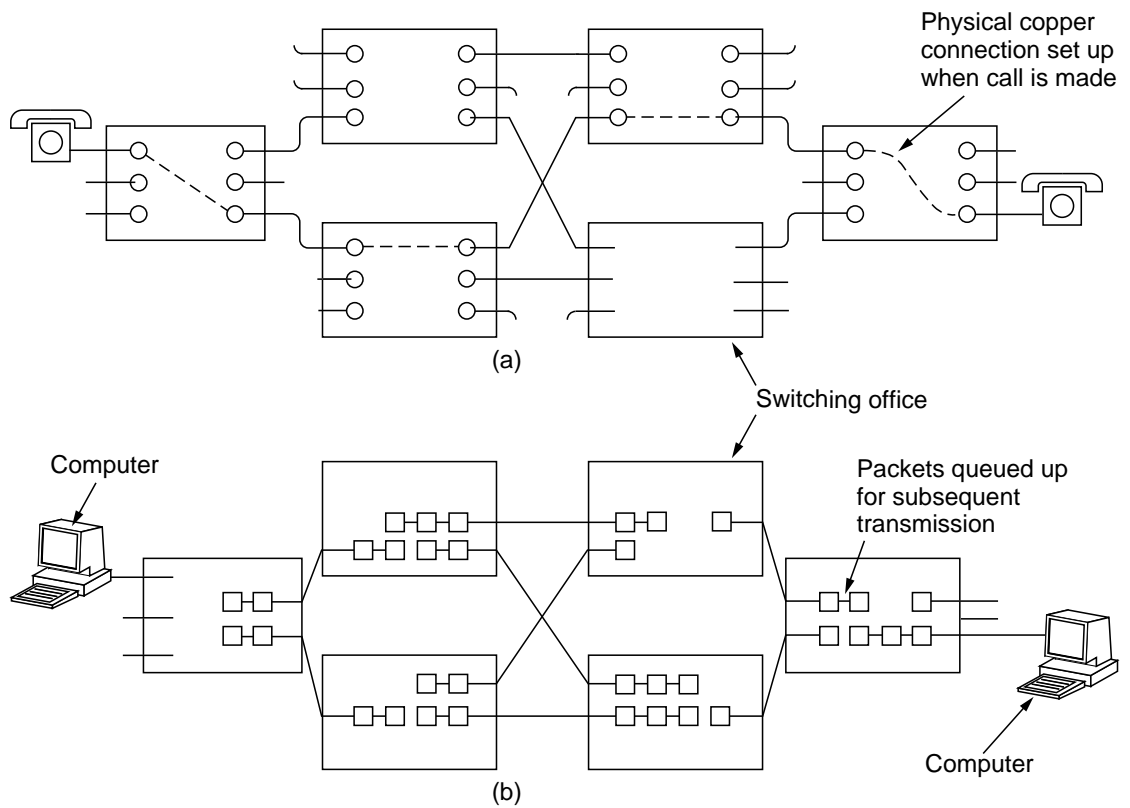 Physical copper
connection set up
when call is made
(a)
Switching office
Computer
Packets queued up
for subsequent
transmission
Computer
(b)